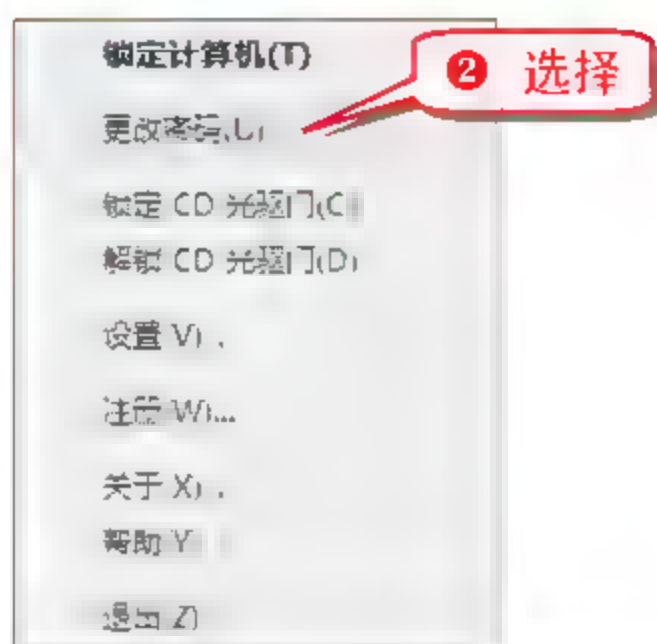 锁定计算机(T)
❷ 选择
更改密码(U)
锁定 CD 光驱门(C)
解锁 CD 光驱门(D)
设置(V)...
注册(W)...
关于(X)...
帮助(Y)
退出(Z)